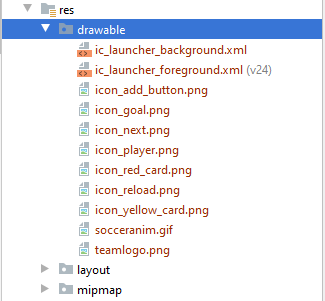 res
drawable
ic_launcher_background.xml
ic_launcher_foreground.xml (v24)
icon_add_button.png
icon_goal.png
icon_next.png
icon_player.png
icon_red_card.png
icon_reload.png
icon_yellow_card.png
socceranim.gif
teamlogo.png
layout
mipmap